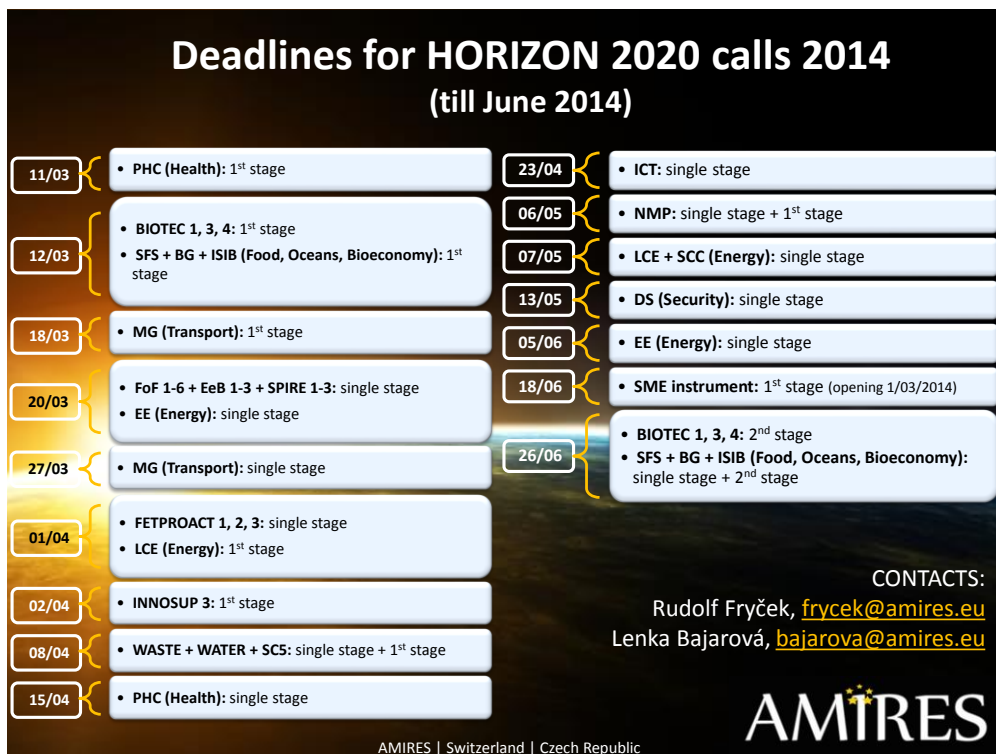 Deadlines for HORIZON 2020 calls 2014
(till June 2014)
11/03
• PHC (Health): 1st stage
12/03
• BIOTEC 1, 3, 4: 1st stage
• SFS + BG + ISIB (Food, Oceans, Bioeconomy): 1st
stage
18/03
• MG (Transport): 1st stage
20/03
• FoF 1-6 + EeB 1-3 + SPIRE 1-3: single stage
• EE (Energy): single stage
27/03
• MG (Transport): single stage
01/04
• FETPROACT 1, 2, 3: single stage
• LCE (Energy): 1st stage
02/04
• INNOSUP 3: 1st stage
08/04
• WASTE + WATER + SC5: single stage + 1st stage
15/04
• PHC (Health): single stage
23/04
• ICT: single stage
06/05
• NMP: single stage + 1st stage
07/05
• LCE + SCC (Energy): single stage
13/05
• DS (Security): single stage
05/06
• EE (Energy): single stage
18/06
• SME instrument: 1st stage (opening 1/03/2014)
26/06
• BIOTEC 1, 3, 4: 2nd stage
• SFS + BG + ISIB (Food, Oceans, Bioeconomy):
single stage + 2nd stage
CONTACTS:
Rudolf Fryček, frycek@amires.eu
Lenka Bajarová, bajarova@amires.eu
AMIRES
AMIRES | Switzerland | Czech Republic